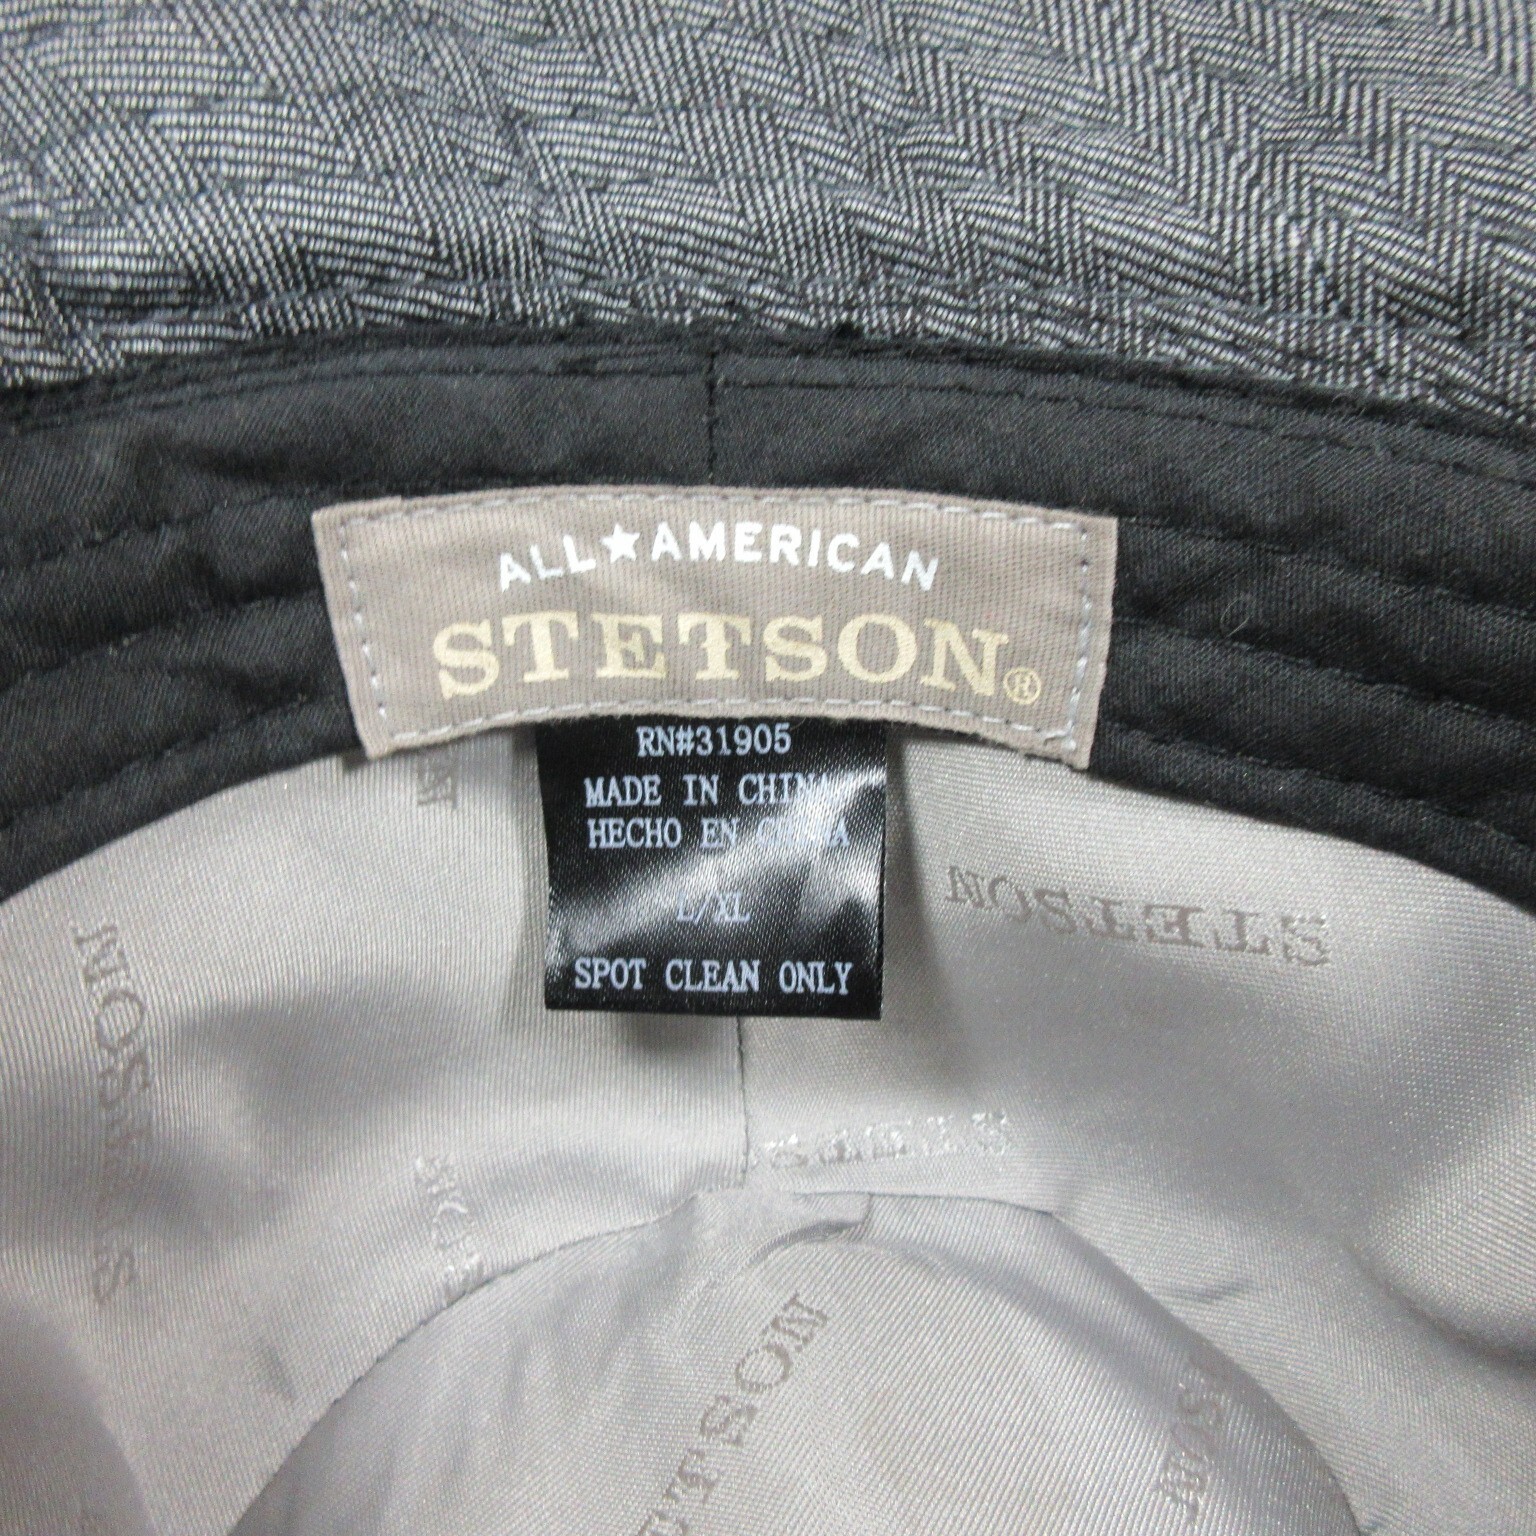 ALL★AMERICAN
STETSON®
RN#31905
MADE IN CHINA
HECHO EN CHINA
L/XL
SPOT CLEAN ONLY
STETSON
STETSON
STETSON
STETSON